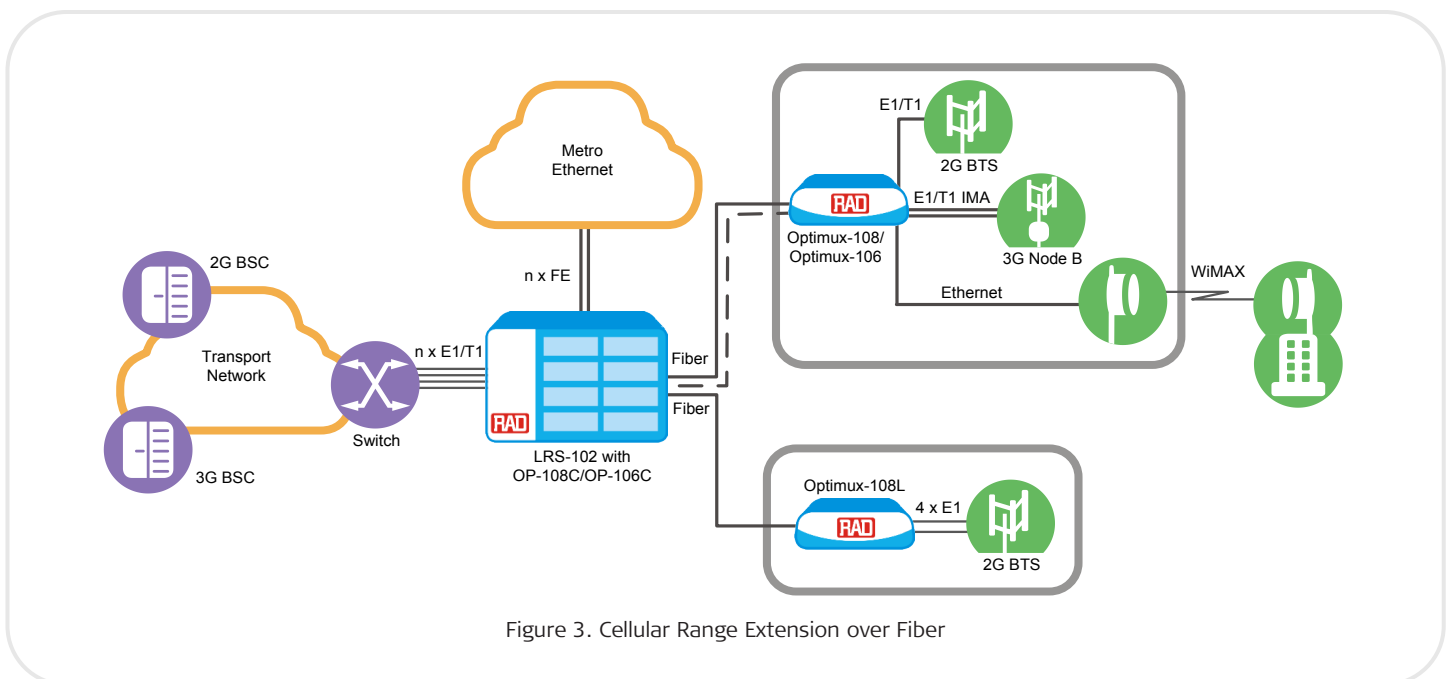 Metro
Ethernet
n x FE
2G BSC
Transport
Network
3G BSC
Switch
n x E1/T1
RAD
LRS-102 with
OP-108C/OP-106C
Fiber
Fiber
E1/T1
2G BTS
RAD
Optimux-108/
Optimux-106
E1/T1 IMA
3G Node B
Ethernet
WiMAX
Optimux-108L
RAD
4 x E1
2G BTS
Figure 3. Cellular Range Extension over Fiber